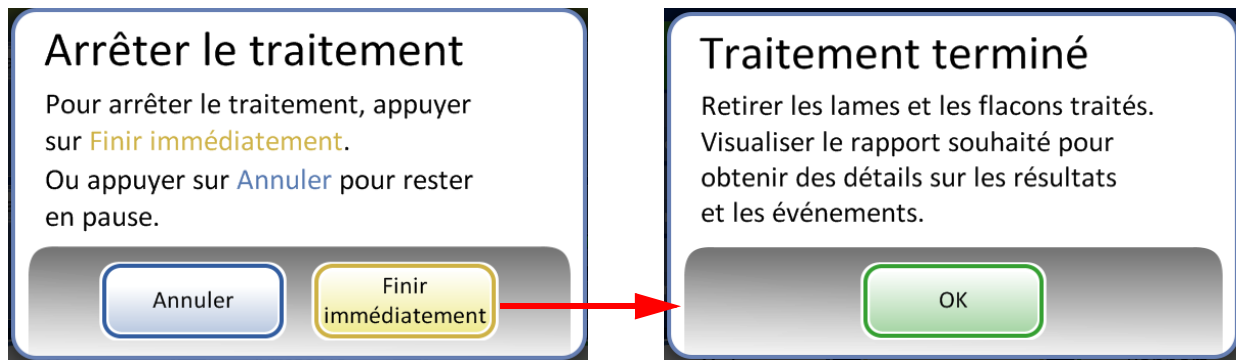 Arrêter le traitement
Pour arrêter le traitement, appuyer
sur Finir immédiatement.
Ou appuyer sur Annuler pour rester
en pause.
Annuler
Finir
immédiatement
Traitement terminé
Retirer les lames et les flacons traités.
Visualiser le rapport souhaité pour
obtenir des détails sur les résultats
et les événements.
OK